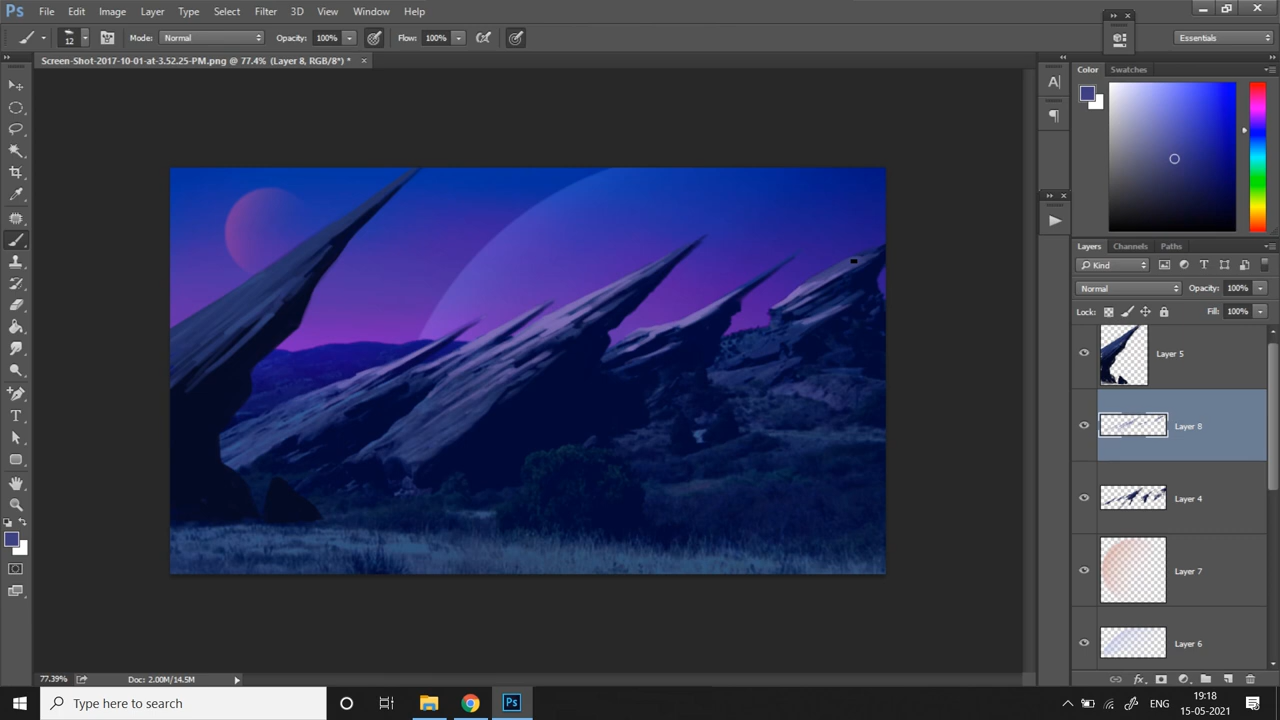 Ps File Edit Image Layer Type Select Filter 3D View Window Help
12 Mode: Normal Opacity: 100% Flow: 100% Essentials
Screen-Shot-2017-10-01-at-3.52.25-PM.png @ 77.4% (Layer 8, RGB/8*) * ×
Color Swatches
Layers Channels Paths
Kind
Normal Opacity: 100%
Lock: Fill: 100%
Layer 5
Layer 8
Layer 4
Layer 7
Layer 6
77.39% Doc: 2.00M/14.5M
Type here to search Ps ENG 19:18
15-05-2021